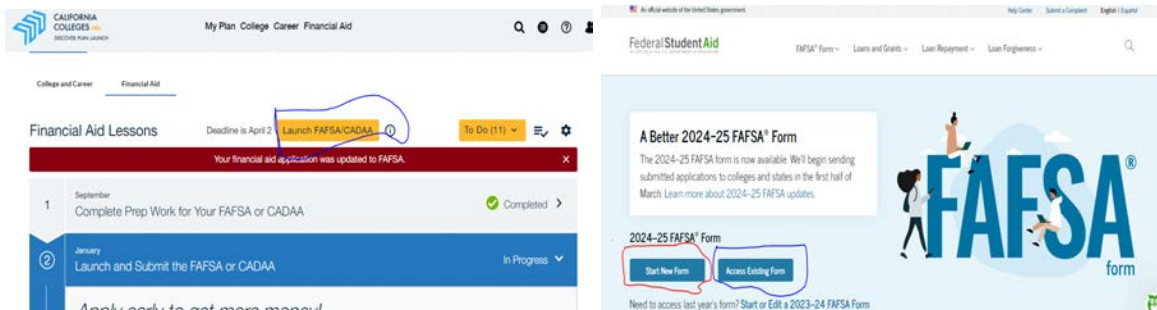 CALIFORNIA
COLLEGES
DISCOVER. PLAN. LAUNCH.
My Plan College Career Financial Aid
College and Career Financial Aid
Financial Aid Lessons
Deadline is April 2
Launch FAFSA/CADAA
To Do (11)
Your financial aid application was updated to FAFSA.
X
1
September
Complete Prep Work for Your FAFSA or CADAA
Completed
2
January
Launch and Submit the FAFSA or CADAA
In Progress
Apply early to get more money!
An official website of the United States government
Help Center Submit a Complaint English | Español
Federal Student Aid
FAFSA® Form Loans and Grants Loan Repayment Loan Forgiveness
A Better 2024–25 FAFSA® Form
The 2024–25 FAFSA form is now available. We'll begin sending
submitted applications to colleges and states in the first half of
March. Learn more about 2024–25 FAFSA updates.
2024–25 FAFSA® Form
Start New Form
Access Existing Form
Need to access last year's form? Start or Edit a 2023–24 FAFSA Form
FAFSA®
form